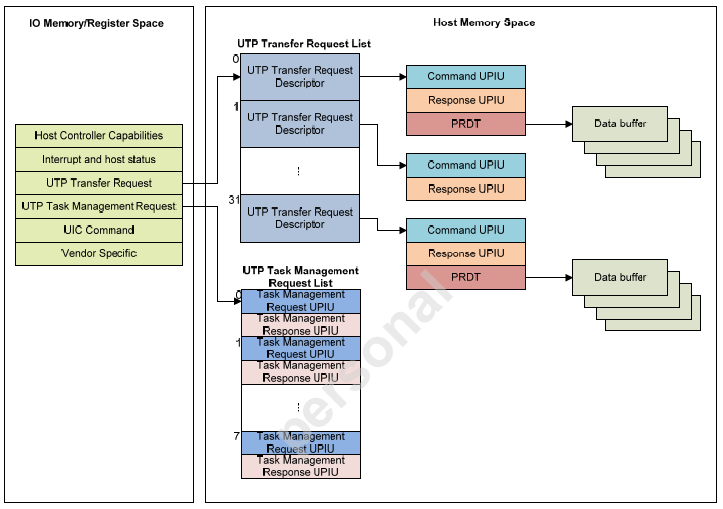 IO Memory/Register Space
Host Controller Capabilities
Interrupt and host status
UTP Transfer Request
UTP Task Management Request
UIC Command
Vendor Specific
Host Memory Space
UTP Transfer Request List
0
UTP Transfer Request
Descriptor
1
UTP Transfer Request
Descriptor
31
UTP Transfer Request
Descriptor
Command UPIU
Response UPIU
PRDT
Data buffer
Command UPIU
Response UPIU
Command UPIU
Response UPIU
PRDT
Data buffer
UTP Task Management
Request List
0
Task Management
Request UPIU
Task Management
Response UPIU
1
Task Management
Request UPIU
Task Management
Response UPIU
7
Task Management
Request UPIU
Task Management
Response UPIU
personal